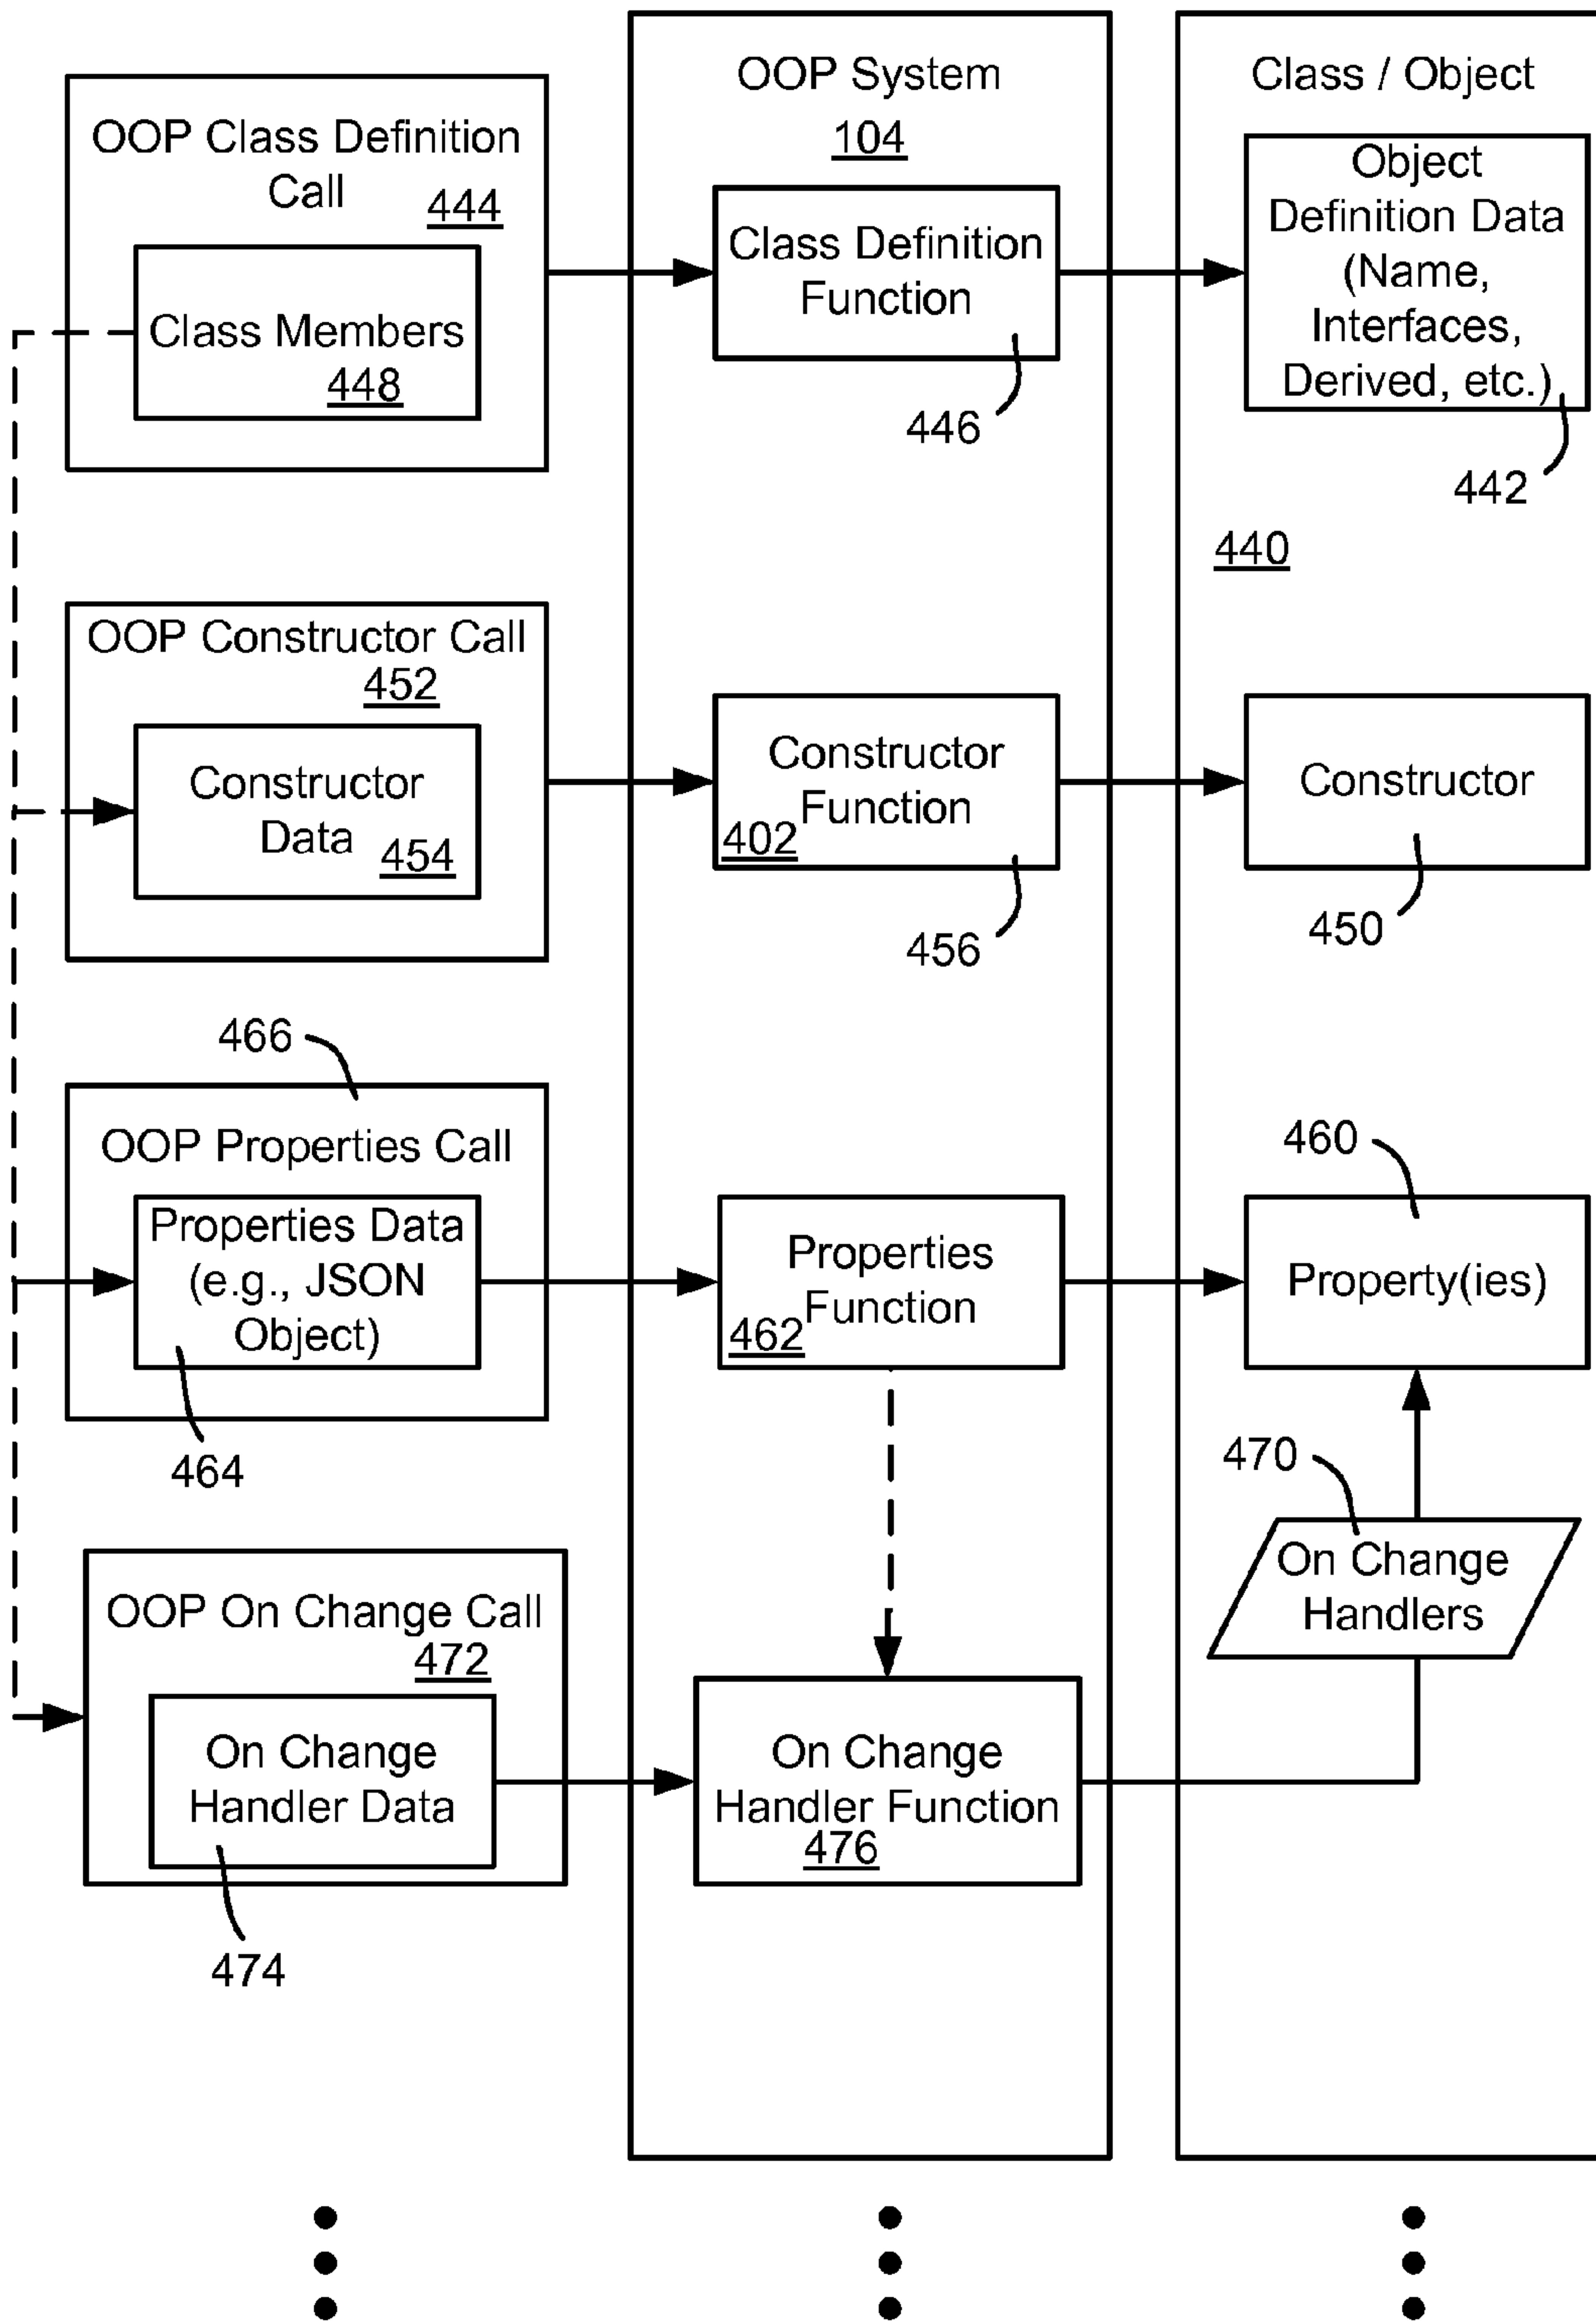 OOP Class Definition
Call
444
Class Members
448
OOP System
104
Class Definition
Function
446
Class / Object
Object
Definition Data
(Name,
Interfaces,
Derived, etc.)
442
440
OOP Constructor Call
452
Constructor
Data
454
Constructor
Function
402
456
Constructor
450
466
OOP Properties Call
Properties Data
(e.g., JSON
Object)
464
Properties
Function
462
460
Property(ies)
470
On Change
Handlers
OOP On Change Call
472
On Change
Handler Data
474
On Change
Handler Function
476